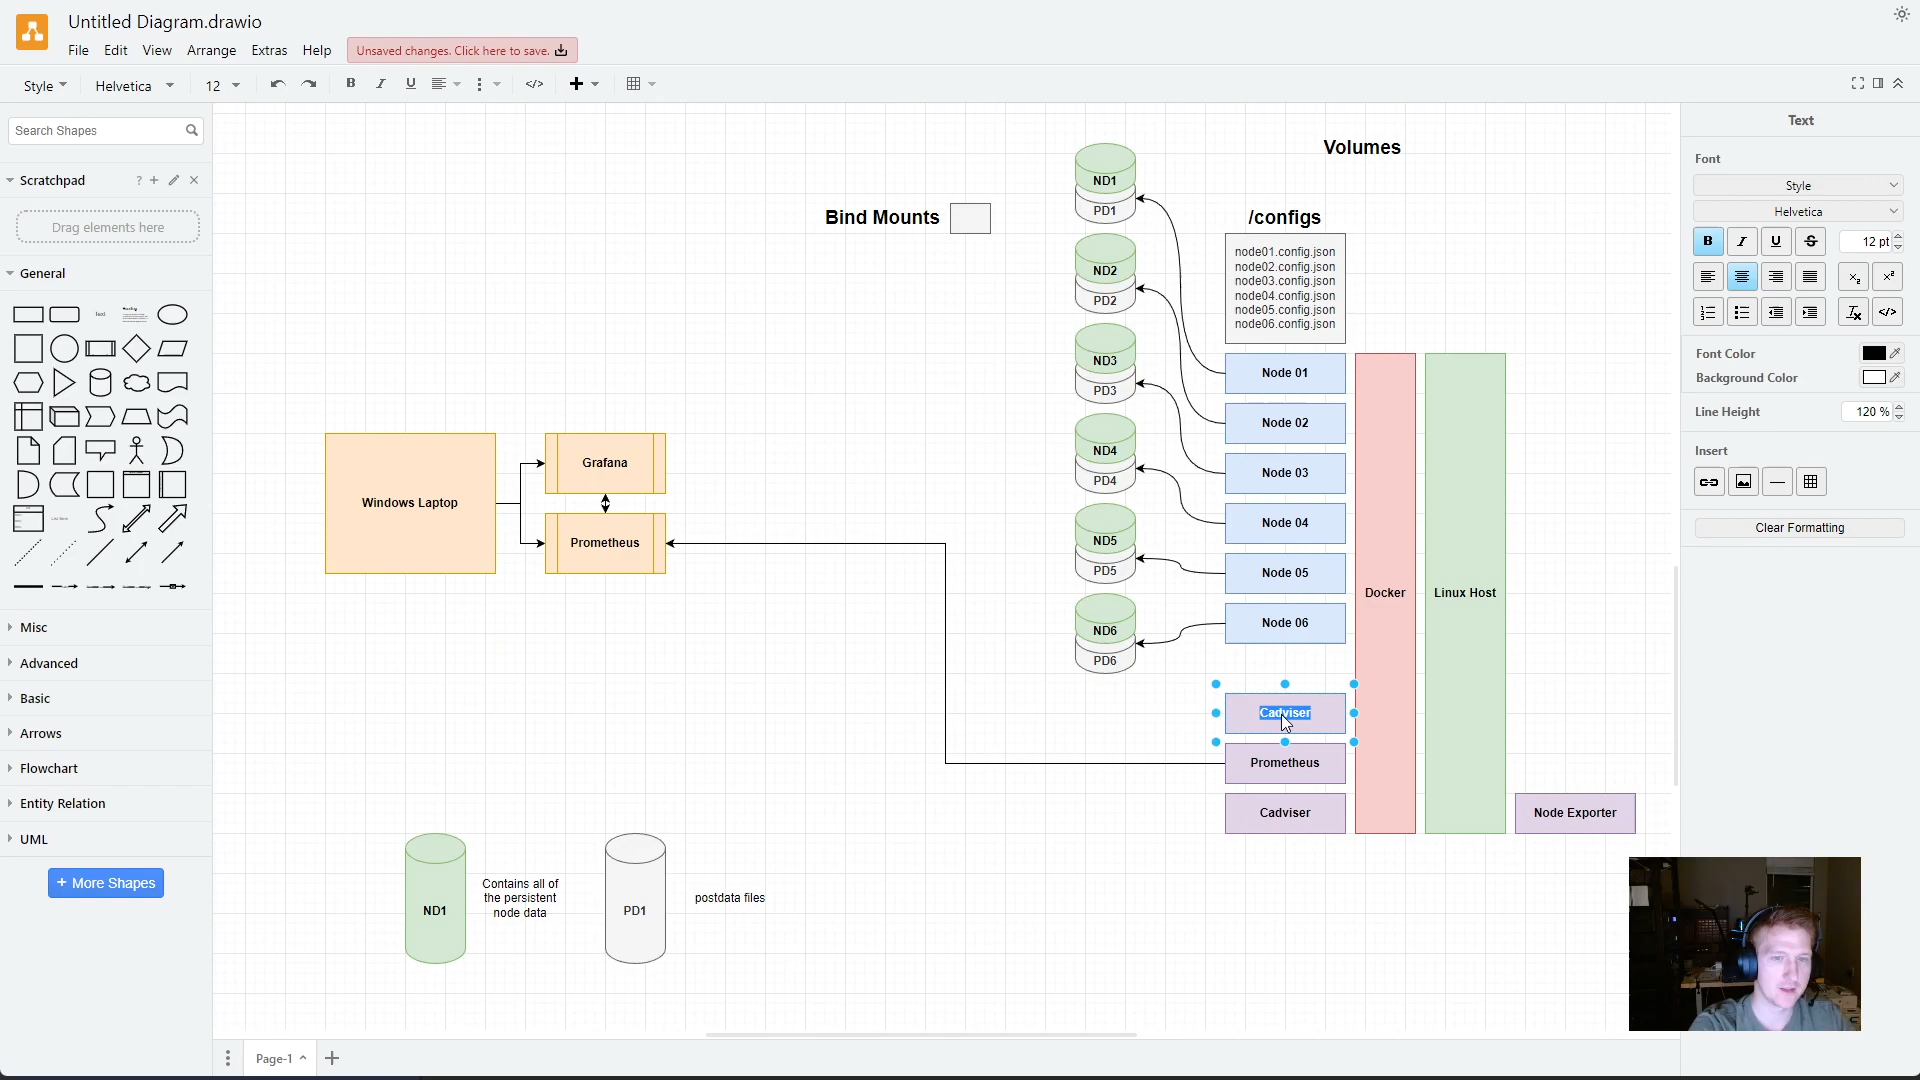 Untitled Diagram.drawio
File Edit View Arrange Extras Help Unsaved changes. Click here to save.
Style Helvetica 12 B I U </>
Search Shapes
Scratchpad ?
Drag elements here
General
Text
Heading
List Item
Misc
Advanced
Basic
Arrows
Flowchart
Entity Relation
UML
+ More Shapes
Volumes
Bind Mounts
/configs
node01.config.json
node02.config.json
node03.config.json
node04.config.json
node05.config.json
node06.config.json
ND1
PD1
ND2
PD2
ND3
PD3
ND4
PD4
ND5
PD5
ND6
PD6
Node 01
Node 02
Node 03
Node 04
Node 05
Node 06
Docker
Linux Host
Windows Laptop
Grafana
Prometheus
Cadviser
Prometheus
Cadviser
Node Exporter
ND1
Contains all of
the persistent
node data
PD1
postdata files
Page-1
Text
Font
Style
Helvetica
B I U S 12 pt
Font Color
Background Color
Line Height 120 %
Insert
Clear Formatting